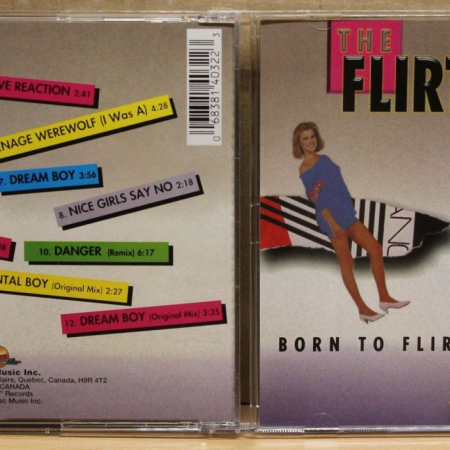 VE REACTION 2:41
ENAGE WEREWOLF (I Was A) 4:28
7. DREAM BOY 3:56
8. NICE GIRLS SAY NO 2:18
10. DANGER (Remix) 6:17
NTAL BOY (Original Mix) 2:27
12. DREAM BOY (Original Mix) 3:35
Music Inc.
laire, Quebec, Canada, H9R 4T2
CANADA
" Records
ac Music Inc.
0 68381 40322 3
THE
FLIRT
BORN TO FLIR